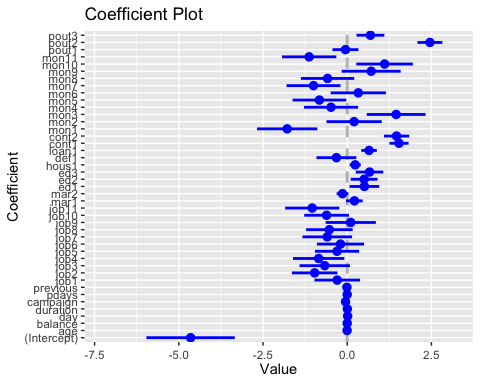 Coefficient Plot
pout3
pout2
pout1
mon11
mon10
mon9
mon8
mon7
mon6
mon5
mon4
mon3
mon2
mon1
cont2
cont1
loan1
def1
hous1
ed3
ed2
ed1
mar2
mar1
job11
job10
job9
job8
job7
job6
job5
job4
job3
job2
job1
previous
pdays
campaign
duration
day
balance
age
(Intercept)
Coefficient
-7.5 -5.0 -2.5 0.0 2.5
Value